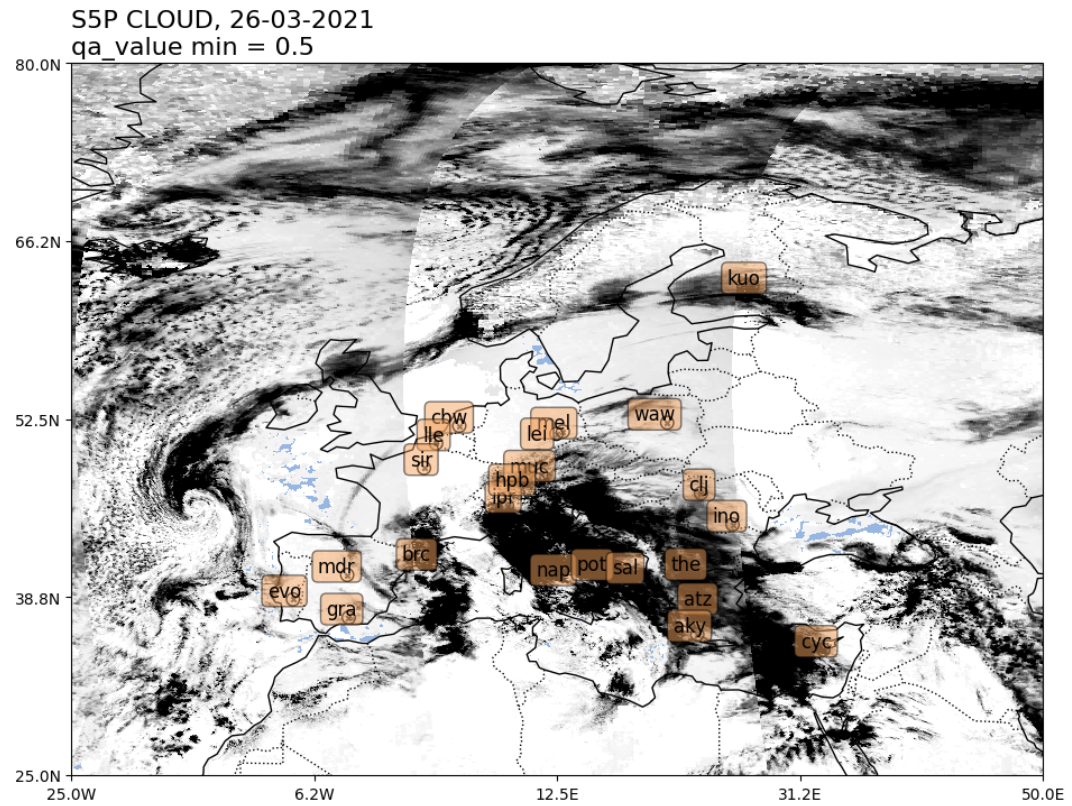 S5P CLOUD, 26-03-2021
qa_value min = 0.5
80.0N
66.2N
kuo
52.5N
cbw
waw
lle
lei
sir
muc
hpb
clj
ino
brc
mdr
nap
pot
sal
the
38.8N
evo
atz
gra
aky
cyc
25.0N
25.0W
6.2W
12.5E
31.2E
50.0E